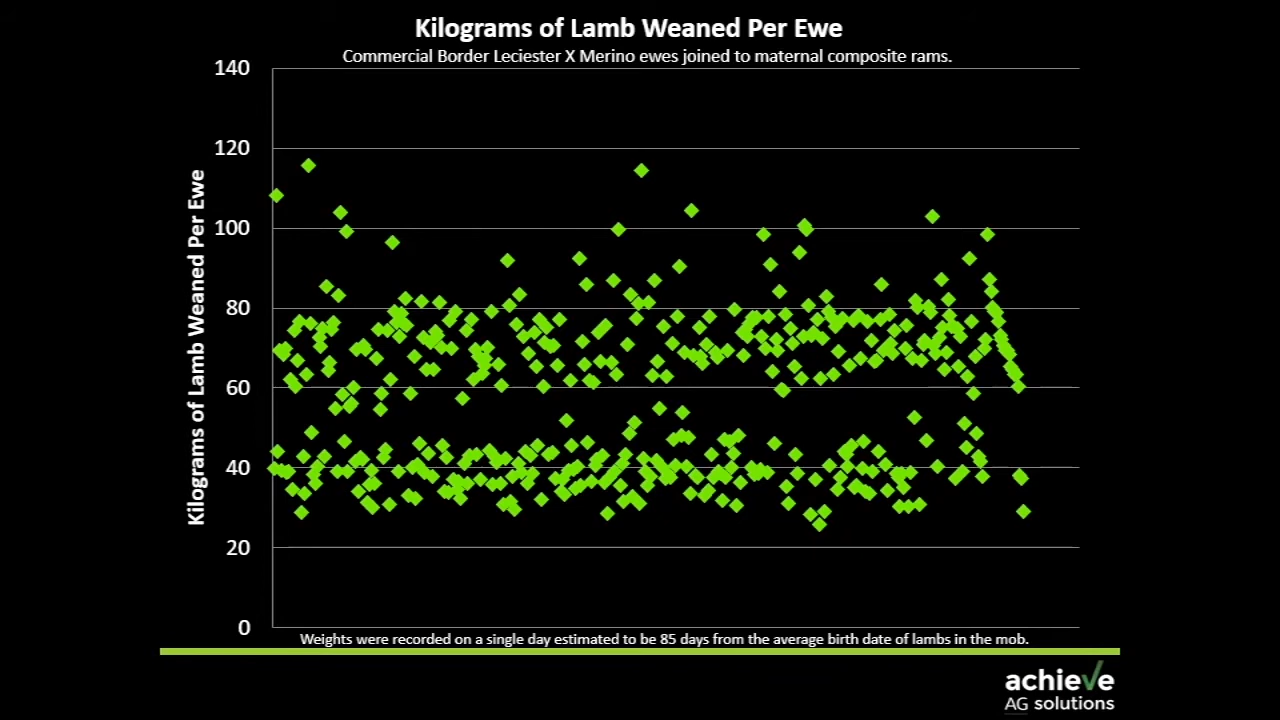 Kilograms of Lamb Weaned Per Ewe
Commercial Border Leciester X Merino ewes joined to maternal composite rams.
140
120
100
80
60
40
20
0
Kilograms of Lamb Weaned Per Ewe
Weights were recorded on a single day estimated to be 85 days from the average birth date of lambs in the mob.
achieve
AG solutions